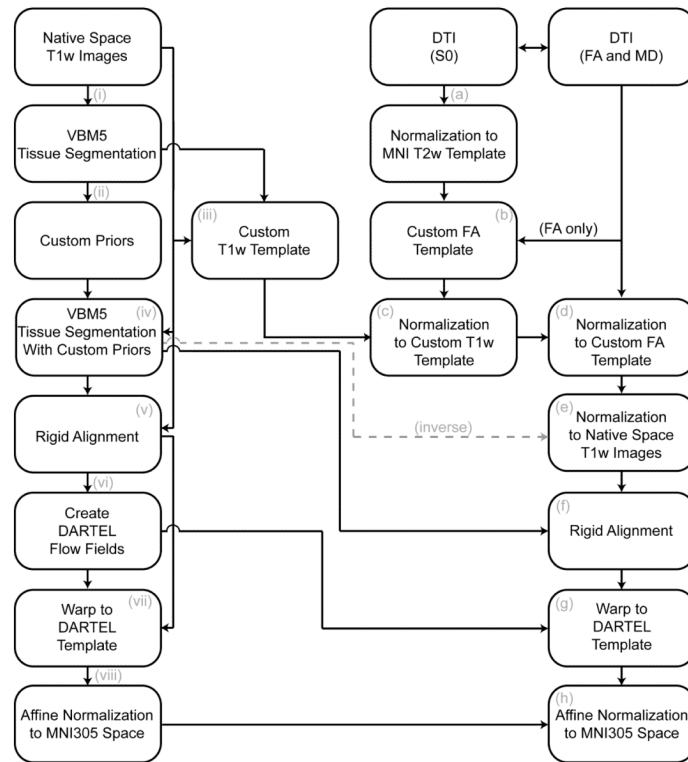 Native Space
T1w Images
DTI
(S0)
DTI
(FA and MD)
(i)
(a)
VBM5
Tissue Segmentation
Normalization to
MNI T2w Template
(ii)
(iii)
(b)
Custom Priors
Custom
T1w Template
Custom FA
Template
(FA only)
(iv)
VBM5
Tissue Segmentation
With Custom Priors
(c)
Normalization
to Custom T1w
Template
(d)
Normalization
to Custom FA
Template
(v)
Rigid Alignment
(inverse)
(e)
Normalization
to Native Space
T1w Images
(vi)
Create
DARTEL
Flow Fields
(f)
Rigid Alignment
(vii)
Warp to
DARTEL
Template
(g)
Warp to
DARTEL
Template
(viii)
Affine Normalization
to MNI305 Space
(h)
Affine Normalization
to MNI305 Space